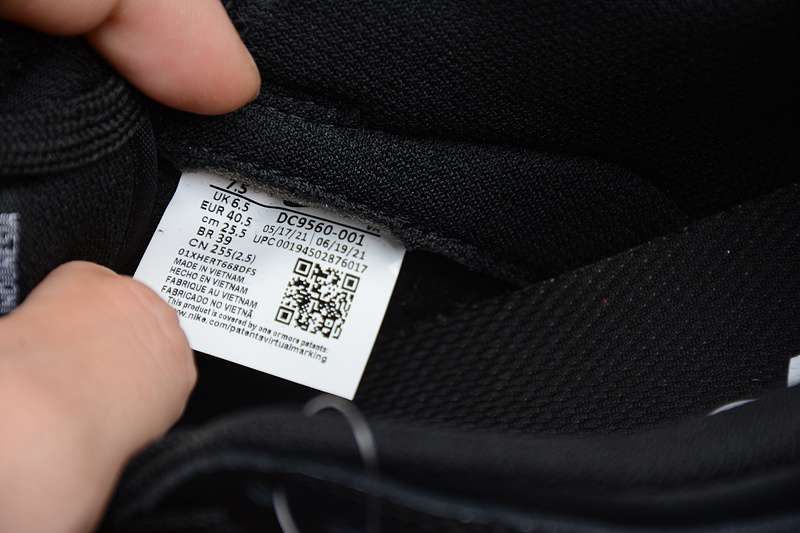 7.5
UK 6.5
EUR 40.5
cm 25.5
BR 39
CN 255(2.5)
DC9560-001
05/17/21 06/19/21
UPC 00194502876017
01XHERT668DFS
MADE IN VIETNAM
HECHO EN VIETNAM
FABRIQUE AU VIETNAM
FABRICADO NO VIETNÃ
This product is covered by one or more patents:
www.nike.com/patentsvirtualmarking